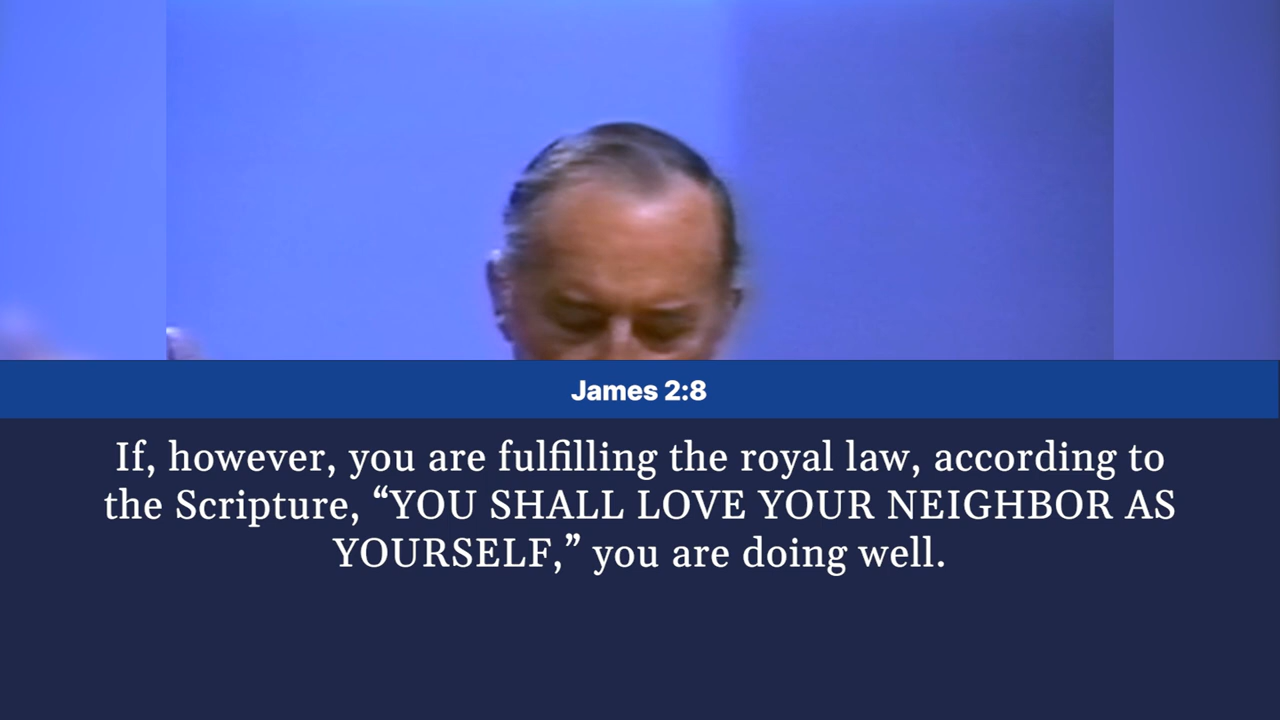 James 2:8
If, however, you are fulfilling the royal law, according to
the Scripture, “YOU SHALL LOVE YOUR NEIGHBOR AS
YOURSELF,” you are doing well.